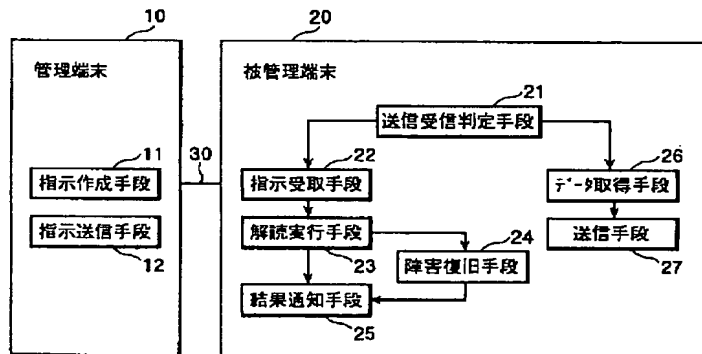 10
20
管理端末
被管理端末
21
送信受信判定手段
11
30
22
26
指示作成手段
指示受取手段
データ取得手段
指示送信手段
解読実行手段
24
送信手段
12
23
障害復旧手段
27
結果通知手段
25